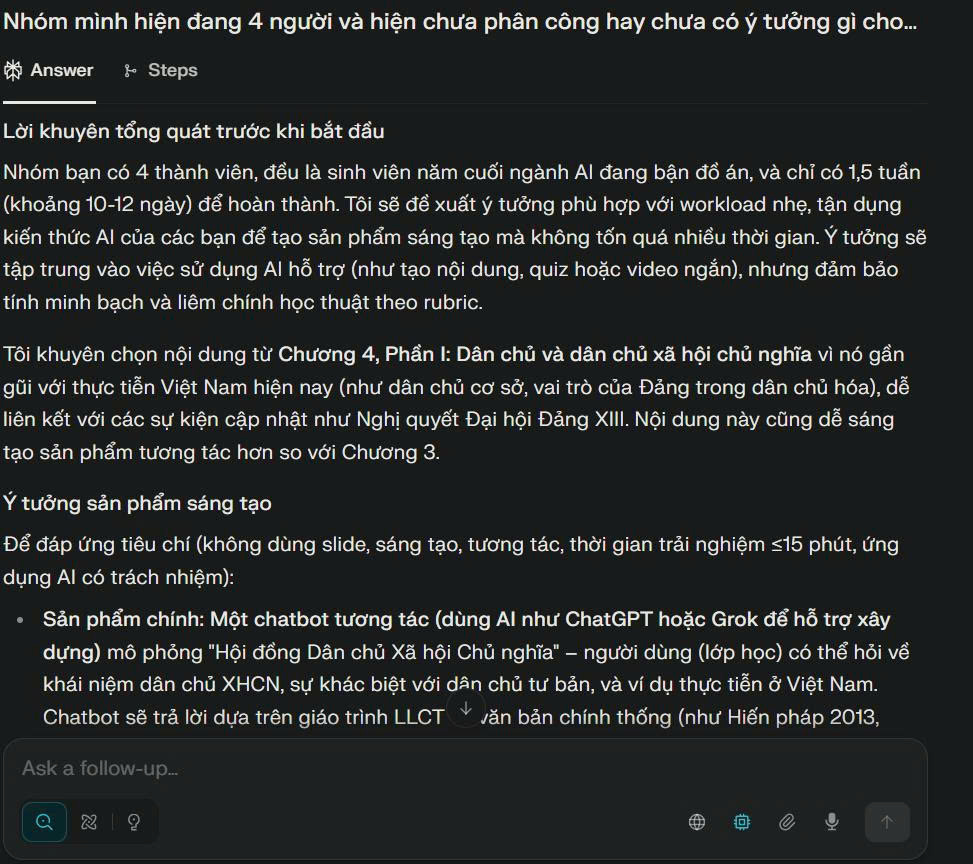 Nhóm mình hiện đang 4 người và hiện chưa phân công hay chưa có ý tưởng gì cho...
Answer
Steps
Lời khuyên tổng quát trước khi bắt đầu
Nhóm bạn có 4 thành viên, đều là sinh viên năm cuối ngành AI đang bận đồ án, và chỉ có 1,5 tuần
(khoảng 10-12 ngày) để hoàn thành. Tôi sẽ đề xuất ý tưởng phù hợp với workload nhẹ, tận dụng
kiến thức AI của các bạn để tạo sản phẩm sáng tạo mà không tốn quá nhiều thời gian. Ý tưởng sẽ
tập trung vào việc sử dụng AI hỗ trợ (như tạo nội dung, quiz hoặc video ngắn), nhưng đảm bảo
tính minh bạch và liêm chính học thuật theo rubric.
Tôi khuyên chọn nội dung từ Chương 4, Phần I: Dân chủ và dân chủ xã hội chủ nghĩa vì nó gần
gũi với thực tiễn Việt Nam hiện nay (như dân chủ cơ sở, vai trò của Đảng trong dân chủ hóa), dễ
liên kết với các sự kiện cập nhật như Nghị quyết Đại hội Đảng XIII. Nội dung này cũng dễ sáng
tạo sản phẩm tương tác hơn so với Chương 3.
Ý tưởng sản phẩm sáng tạo
Để đáp ứng tiêu chí (không dùng slide, sáng tạo, tương tác, thời gian trải nghiệm ≤15 phút, ứng
dụng AI có trách nhiệm):
• Sản phẩm chính: Một chatbot tương tác (dùng AI như ChatGPT hoặc Grok để hỗ trợ xây
dựng) mô phỏng "Hội đồng Dân chủ Xã hội Chủ nghĩa" – người dùng (lớp học) có thể hỏi về
khái niệm dân chủ XHCN, sự khác biệt với dân chủ tư bản, và ví dụ thực tiễn ở Việt Nam.
Chatbot sẽ trả lời dựa trên giáo trình LLCT văn bản chính thống (như Hiến pháp 2013,
Ask a follow-up...